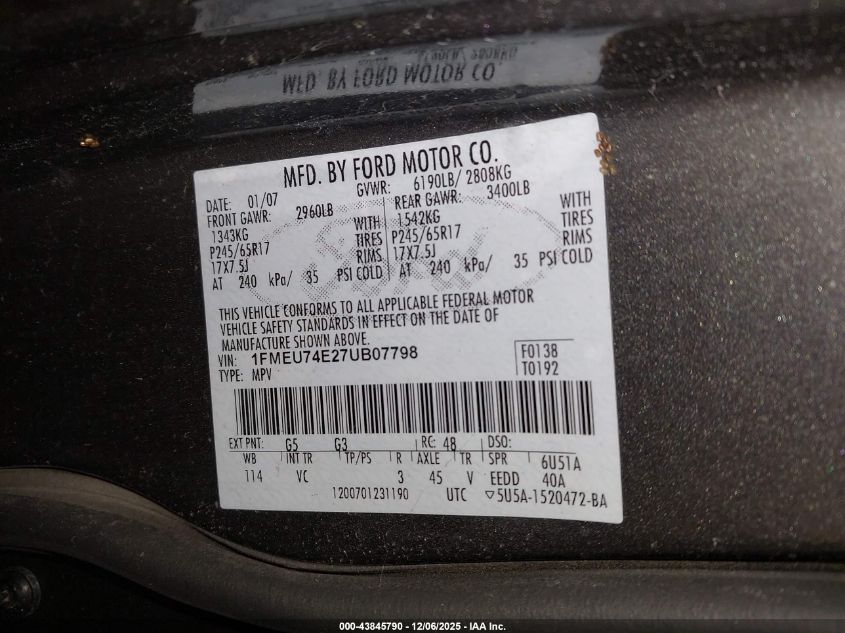 MFD. BY FORD MOTOR CO.
MFD. BY FORD MOTOR CO.
DATE: 01/07 GVWR: 6190LB/ 2808KG
FRONT GAWR: 2960LB REAR GAWR: 3400LB
1343KG WITH 1542KG WITH
P245/65R17 TIRES P245/65R17 TIRES
17X7.5J RIMS 17X7.5J RIMS
AT 240 kPa/ 35 PSI COLD AT 240 kPa/ 35 PSI COLD
THIS VEHICLE CONFORMS TO ALL APPLICABLE FEDERAL MOTOR
VEHICLE SAFETY STANDARDS IN EFFECT ON THE DATE OF
MANUFACTURE SHOWN ABOVE.
VIN: 1FMEU74E27UB07798 F0138
TYPE: MPV T0192
EXT PNT: G5 G3 RC: 48 DSO:
WB INT TR TP/PS R AXLE TR SPR 6U51A
114 VC 3 45 V EEDD 40A
1200701231190 UTC ▽5U5A-1520472-BA
000-43845790 - 12/06/2025 - IAA Inc.